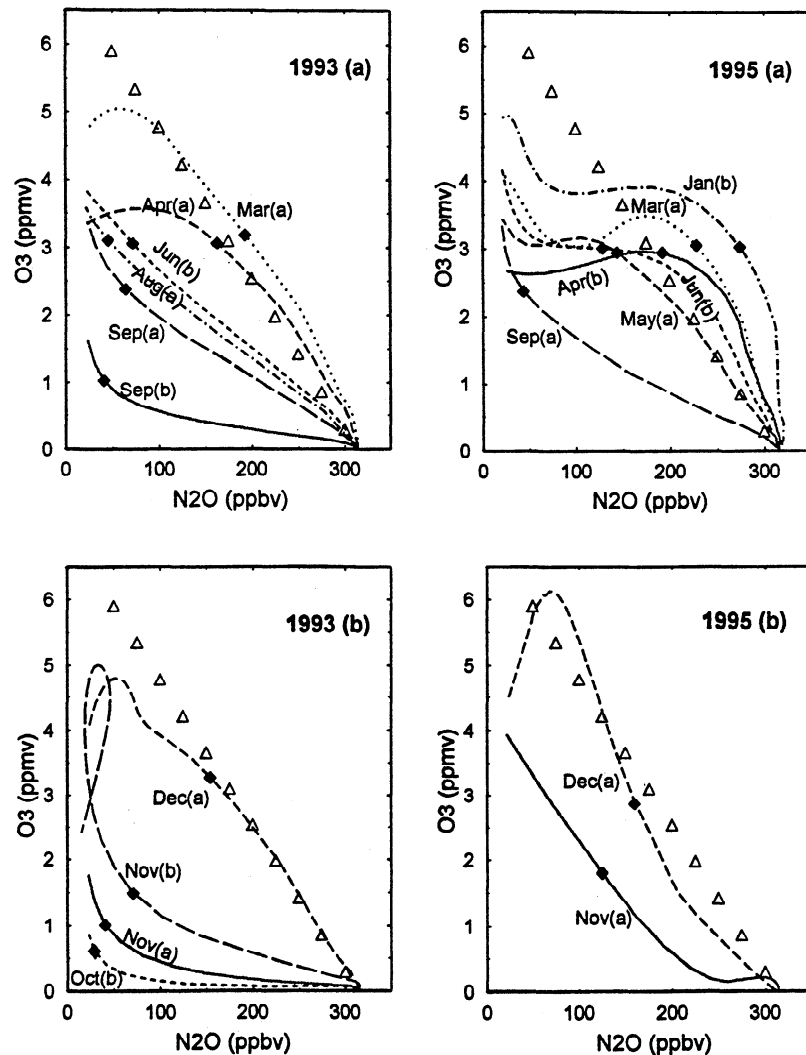 1993 (a)
6
5
4
3
2
1
0
O3 (ppmv)
Apr(a)
Mar(a)
Jun(b)
Aug(a)
Sep(a)
Sep(b)
0 100 200 300
N2O (ppbv)
1995 (a)
6
5
4
3
2
1
0
O3 (ppmv)
Jan(b)
Mar(a)
Apr(b)
Jun(b)
May(a)
Sep(a)
0 100 200 300
N2O (ppbv)
1993 (b)
6
5
4
3
2
1
0
O3 (ppmv)
Dec(a)
Nov(b)
Nov(a)
Oct(b)
0 100 200 300
N2O (ppbv)
1995 (b)
6
5
4
3
2
1
0
O3 (ppmv)
Dec(a)
Nov(a)
0 100 200 300
N2O (ppbv)